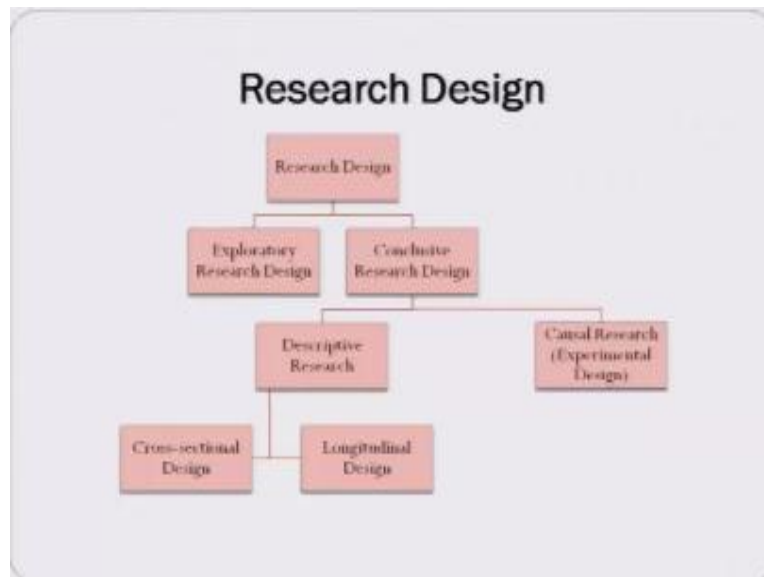 Research Design
Research Design
Exploratory
Research Design
Conclusive
Research Design
Descriptive
Research
Causal Research
(Experimental
Design)
Cross-sectional
Design
Longitudinal
Design